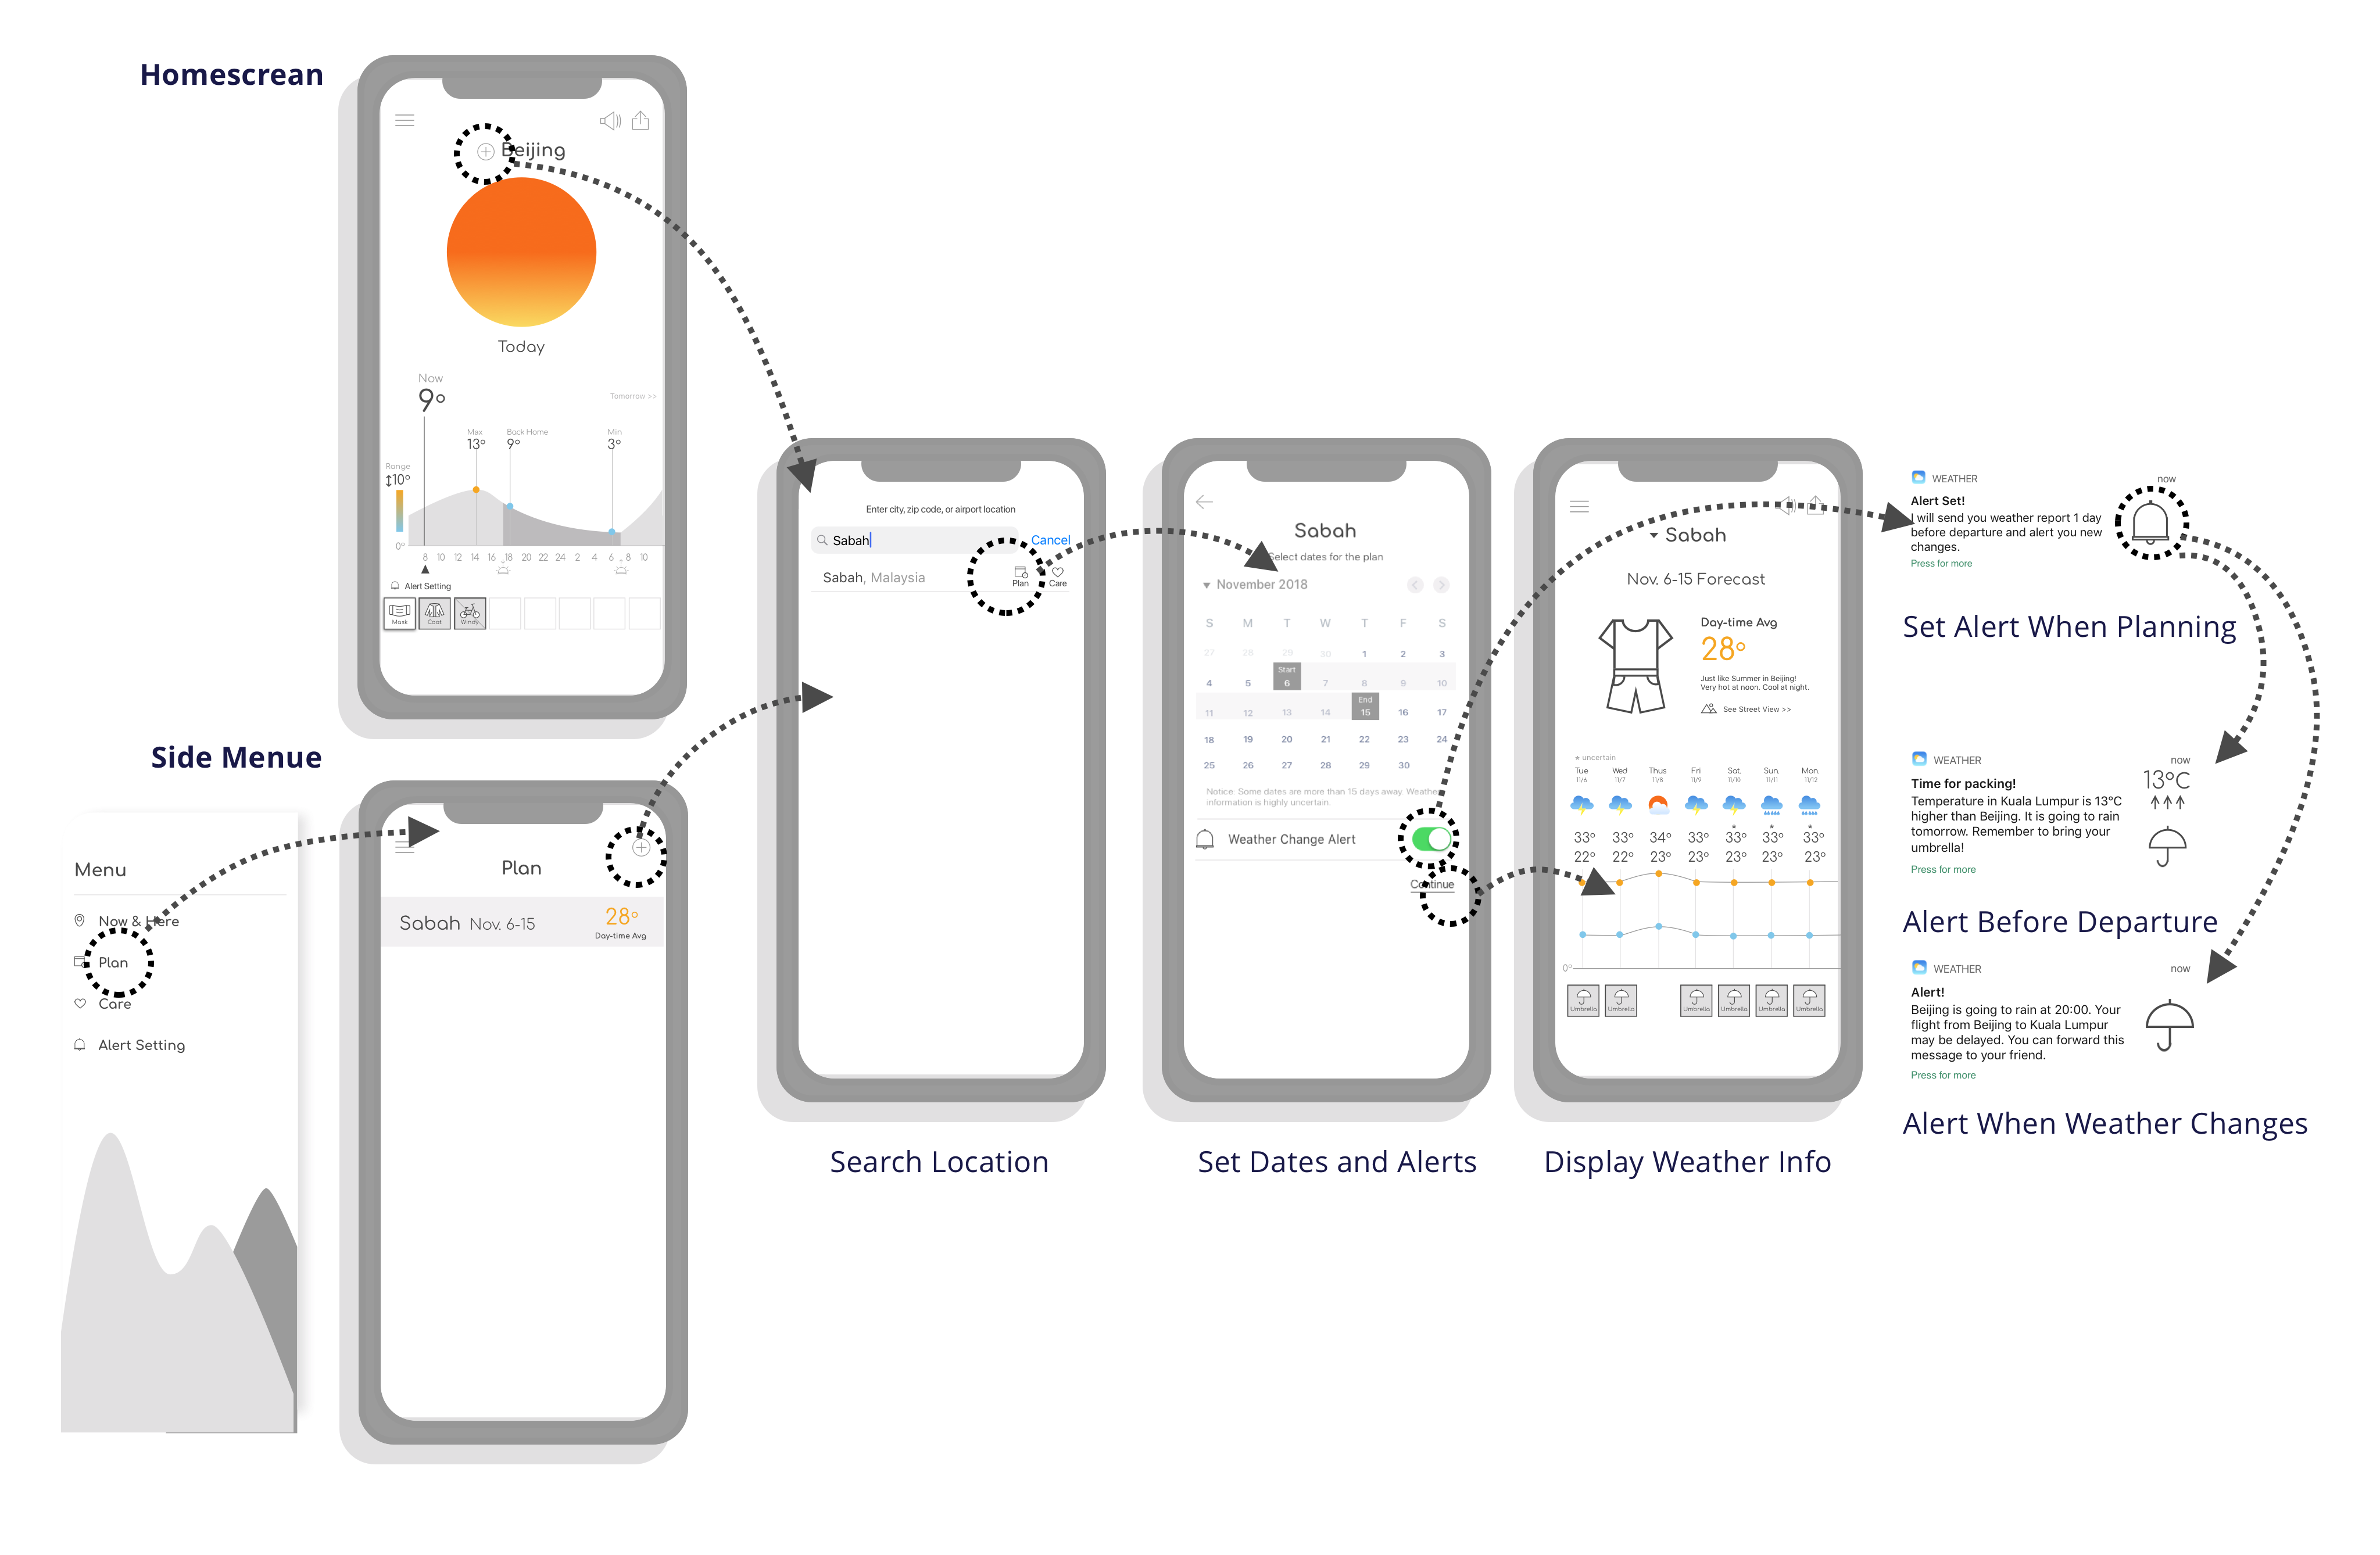 Homescrean
Beijing
Today
Now
9°
Tomorrow >>
Max
13°
Back Home
9°
Min
3°
Range
10°
0°
8 10 12 14 16 18 20 22 24 2 4 6 8 10
Alert Setting
Mask
Coat
Windy
Side Menue
Menu
Now & Here
Plan
Care
Alert Setting
Plan
Sabah Nov. 6-15
28°
Day-time Avg
Enter city, zip code, or airport location
Sabah
Cancel
Sabah, Malaysia
Plan
Care
Search Location
Sabah
Select dates for the plan
November 2018
S M T W T F S
27 28 29 30 1 2 3
Start
4 5 6 7 8 9 10
End
11 12 13 14 15 16 17
18 19 20 21 22 23 24
25 26 27 28 29 30
Notice: Some dates are more than 15 days away. Weather
information is highly uncertain.
Weather Change Alert
Continue
Set Dates and Alerts
Sabah
Nov. 6-15 Forecast
Day-time Avg
28°
Just like Summer in Beijing!
Very hot at noon. Cool at night.
See Street View >>
* uncertain
Tue Wed Thus Fri Sat. Sun. Mon.
11/6 11/7 11/8 11/9 11/10 11/11 11/12
* * *
33° 33° 34° 33° 33° 33° 33°
22° 22° 23° 23° 23° 23° 23°
0°
Umbrella Umbrella Umbrella Umbrella Umbrella Umbrella
Display Weather Info
WEATHER
now
Alert Set!
I will send you weather report 1 day
before departure and alert you new
changes.
Press for more
Set Alert When Planning
WEATHER
now
13°C
Time for packing!
Temperature in Kuala Lumpur is 13°C
higher than Beijing. It is going to rain
tomorrow. Remember to bring your
umbrella!
Press for more
Alert Before Departure
WEATHER
now
Alert!
Beijing is going to rain at 20:00. Your
flight from Beijing to Kuala Lumpur
may be delayed. You can forward this
message to your friend.
Press for more
Alert When Weather Changes